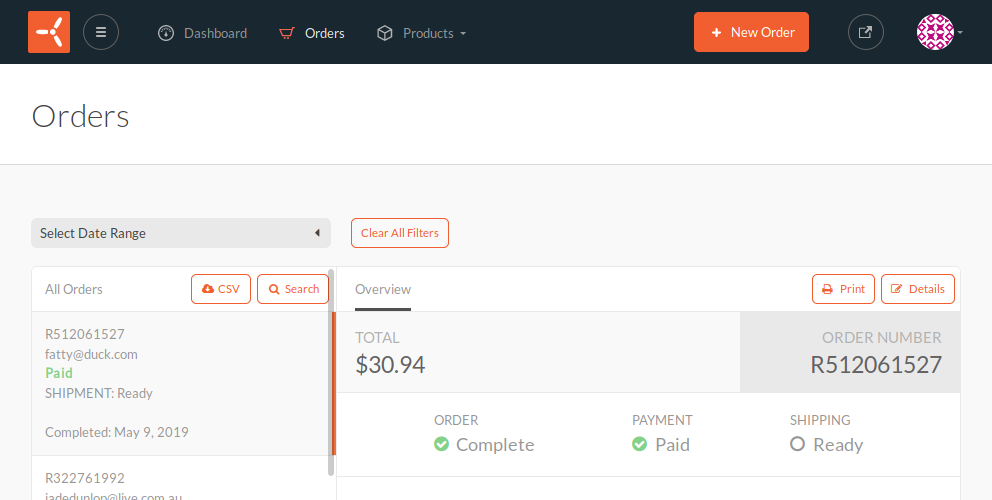 Dashboard
Orders
Products
New Order
Orders
Select Date Range
Clear All Filters
All Orders
CSV
Search
Overview
Print
Details
R512061527
fatty@duck.com
Paid
SHIPMENT: Ready
Completed: May 9, 2019
R322761992
jadedunlop@live.com.au
TOTAL
$30.94
ORDER NUMBER
R512061527
ORDER
Complete
PAYMENT
Paid
SHIPPING
Ready